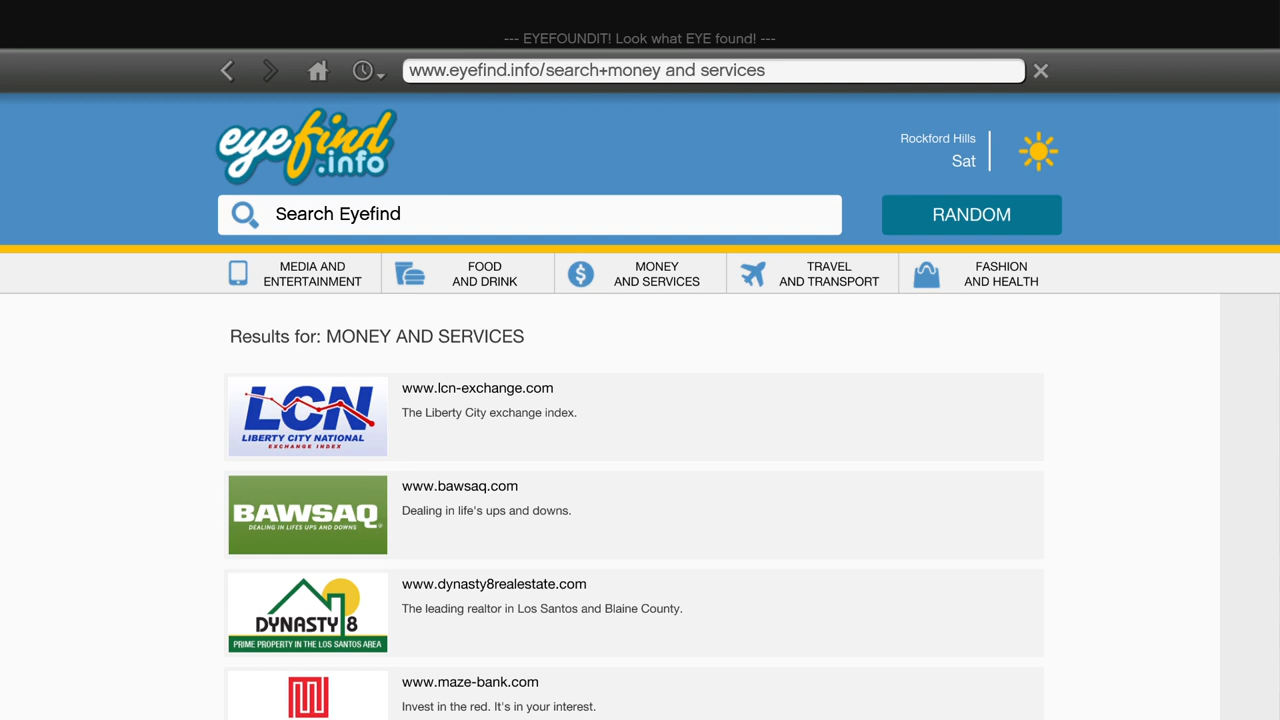 --- EYEFOUNDIT! Look what EYE found! ---
www.eyefind.info/search+money and services
eyefind
.info
Rockford Hills
Sat
Search Eyefind
RANDOM
MEDIA AND
ENTERTAINMENT
FOOD
AND DRINK
MONEY
AND SERVICES
TRAVEL
AND TRANSPORT
FASHION
AND HEALTH
Results for: MONEY AND SERVICES
LCN
LIBERTY CITY NATIONAL
EXCHANGE INDEX
www.lcn-exchange.com
The Liberty City exchange index.
BAWSAQ
DEALING IN LIFES UPS AND DOWNS
www.bawsaq.com
Dealing in life's ups and downs.
DYNASTY 8
PRIME PROPERTY IN THE LOS SANTOS AREA
www.dynasty8realestate.com
The leading realtor in Los Santos and Blaine County.
www.maze-bank.com
Invest in the red. It's in your interest.